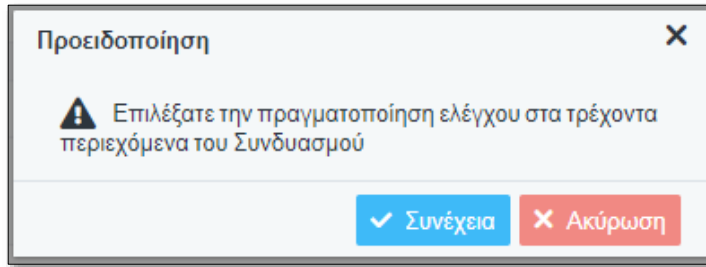 Προειδοποίηση
Επιλέξατε την πραγματοποίηση ελέγχου στα τρέχοντα
περιεχόμενα του Συνδυασμού
Συνέχεια Ακύρωση